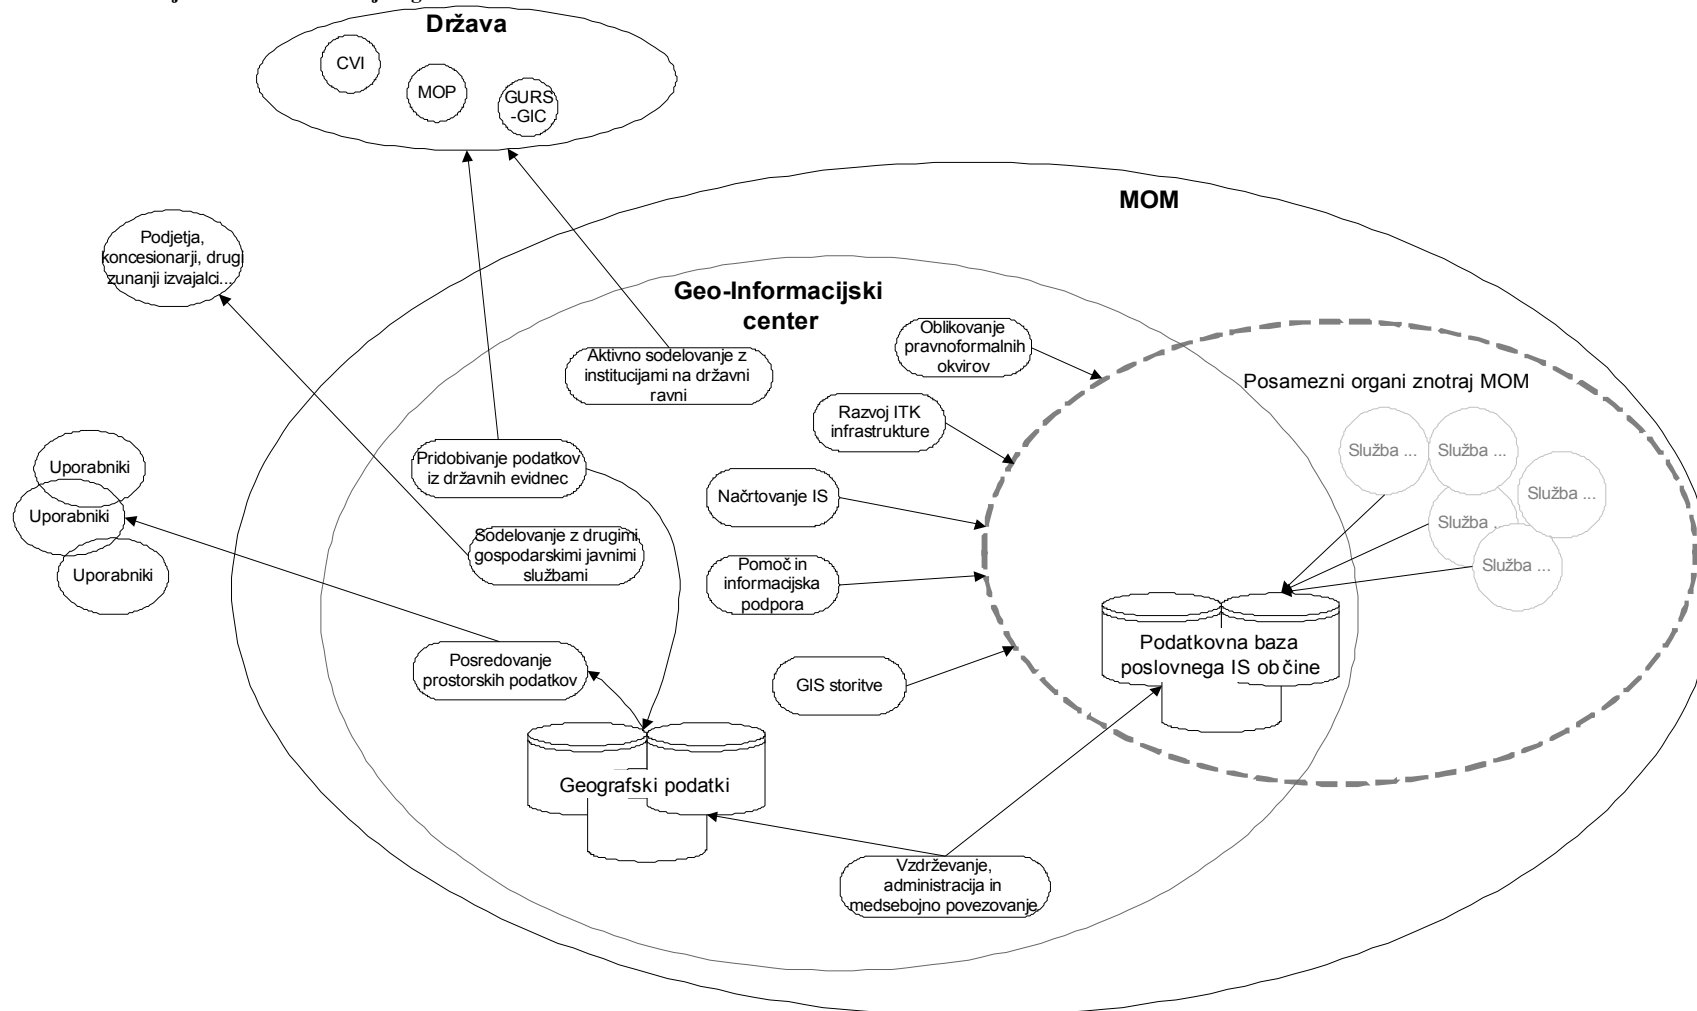 Država
CVI
MOP
GURS
-GIC
MOM
Podjetja,
koncesionarji, drugi
zunanji izvajalci...
Geo-Informacijski
center
Oblikovanje
pravnoformalnih
okvirov
Aktivno sodelovanje z
institucijami na državni
ravni
Posamezni organi znotraj MOM
Razvoj ITK
infrastrukture
Služba ...
Služba ...
Služba ...
Služba ...
Služba ...
Pridobivanje podatkov
iz državnih evidnec
Uporabniki
Uporabniki
Uporabniki
Načrtovanje IS
Sodelovanje z drugimi
gospodarskimi javnimi
službami
Pomoč in
informacijska
podpora
Podatkovna baza
poslovnega IS občine
Posredovanje
prostorskih podatkov
GIS storitve
Geografski podatki
Vzdrževanje,
administracija in
medsebojno povezovanje